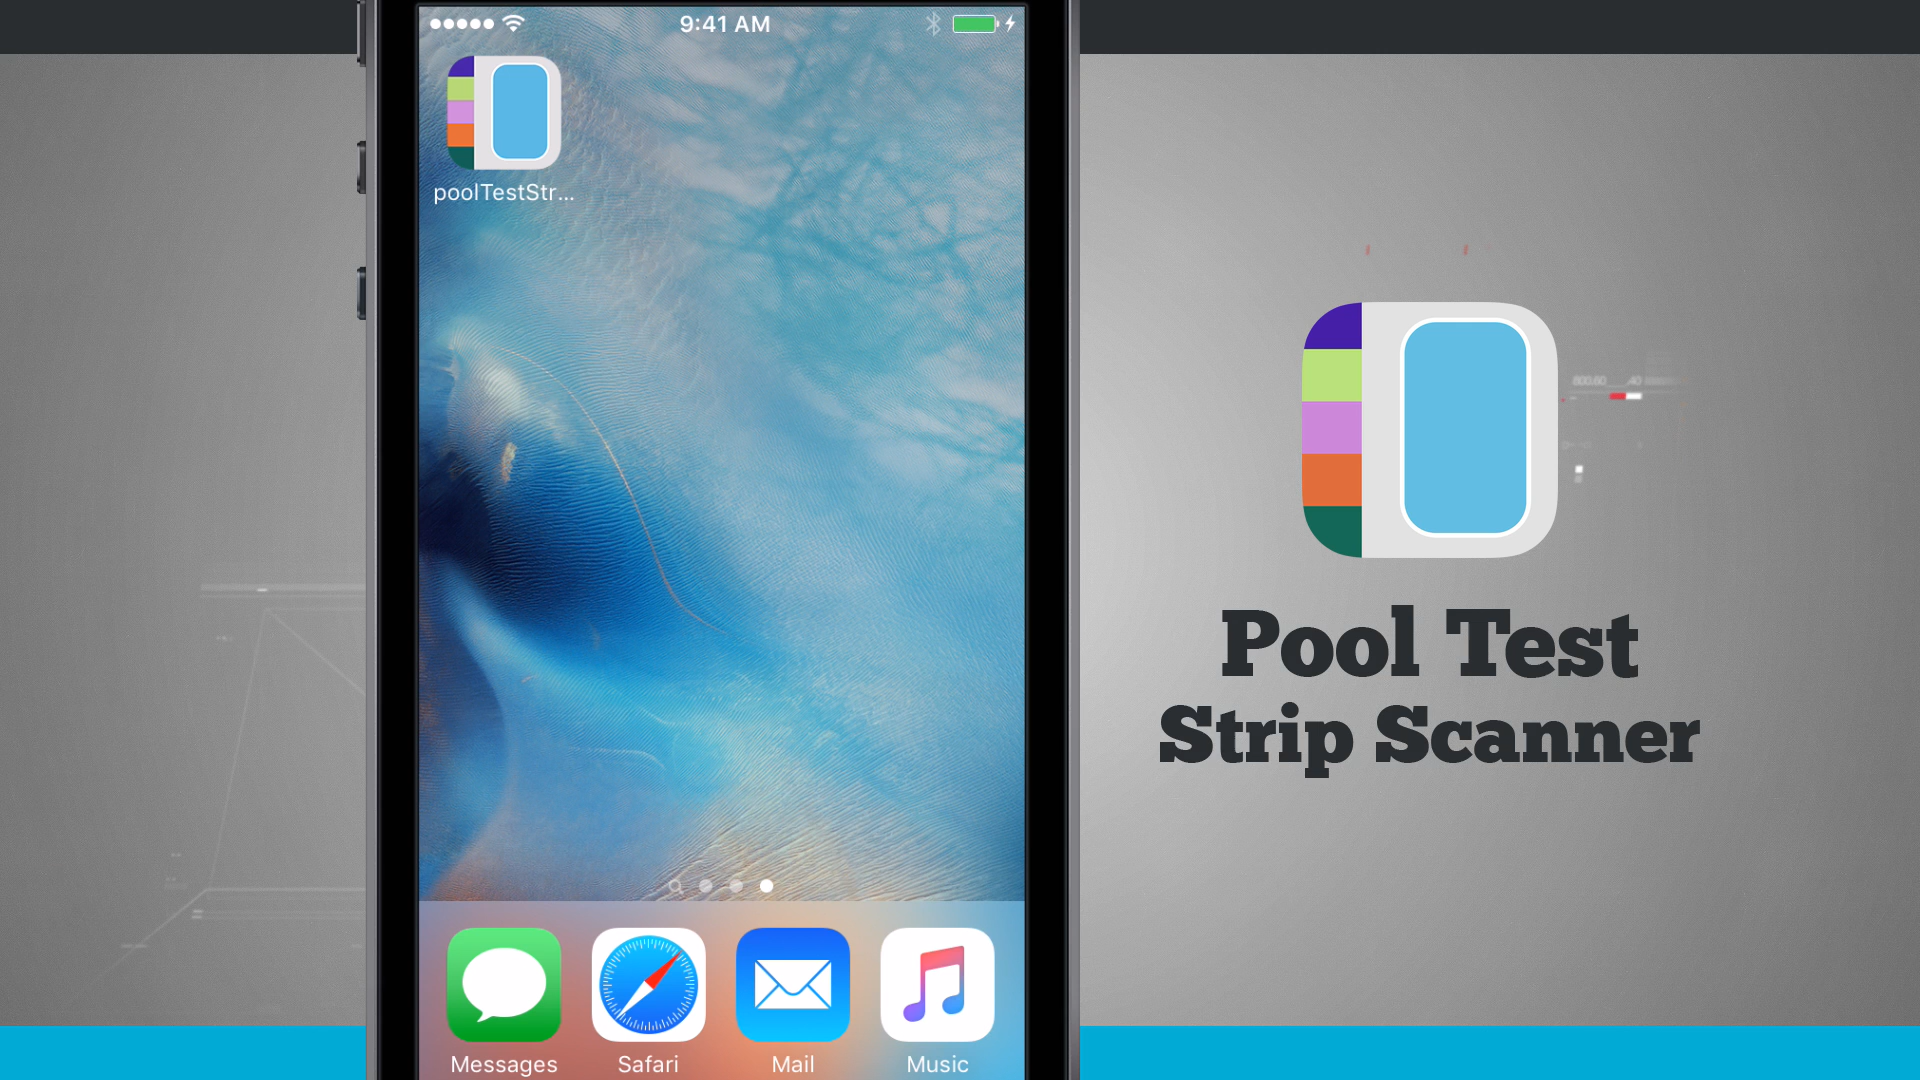 9:41 AM
poolTestStr...
Pool Test
Strip Scanner
Messages
Safari
Mail
Music